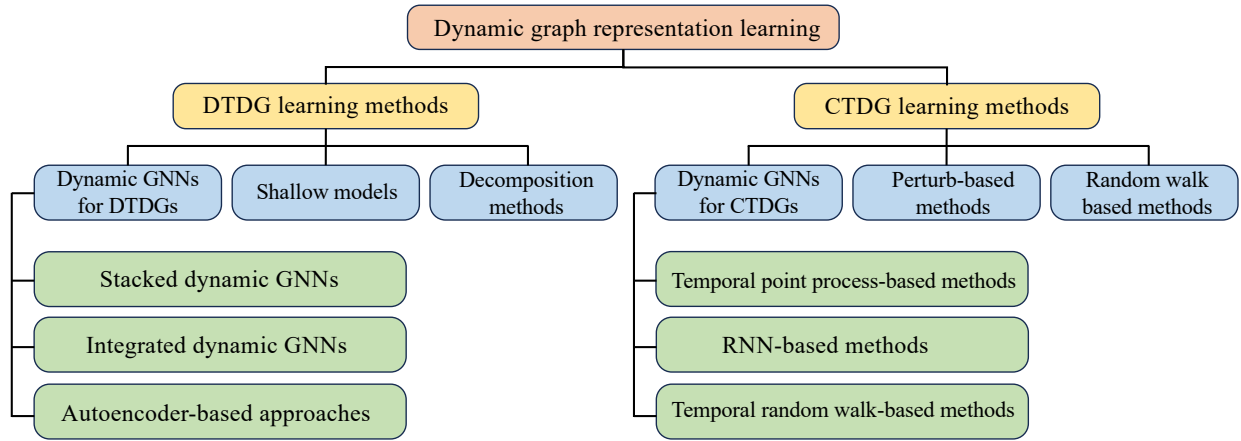 Dynamic graph representation learning
DTDG learning methods
CTDG learning methods
Dynamic GNNs
for DTDGs
Shallow models
Decomposition
methods
Dynamic GNNs
for CTDGs
Perturb-based
methods
Random walk
based methods
Stacked dynamic GNNs
Integrated dynamic GNNs
Autoencoder-based approaches
Temporal point process-based methods
RNN-based methods
Temporal random walk-based methods